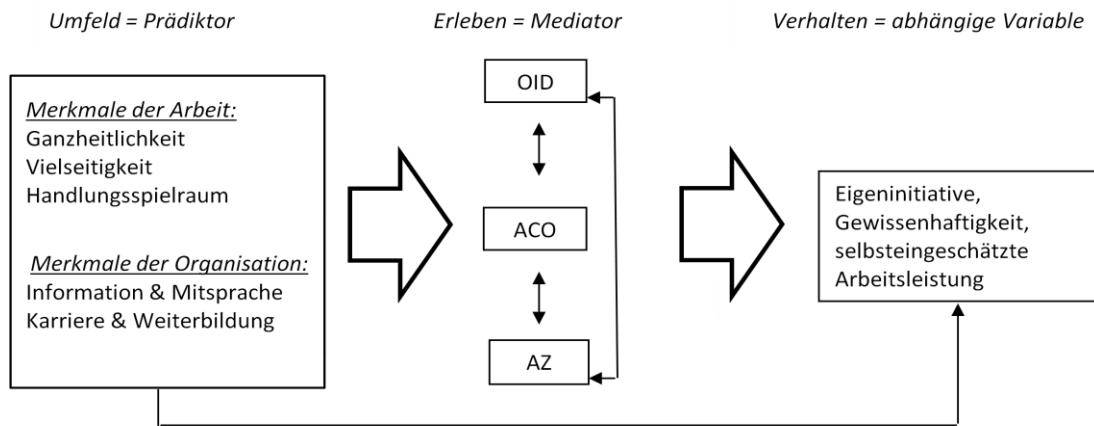 Umfeld = Prädiktor
Erleben = Mediator
Verhalten = abhängige Variable
Merkmale der Arbeit:
Ganzheitlichkeit
Vielseitigkeit
Handlungsspielraum
Merkmale der Organisation:
Information & Mitsprache
Karriere & Weiterbildung
OID
ACO
AZ
Eigeninitiative,
Gewissenhaftigkeit,
selbsteingeschätzte
Arbeitsleistung